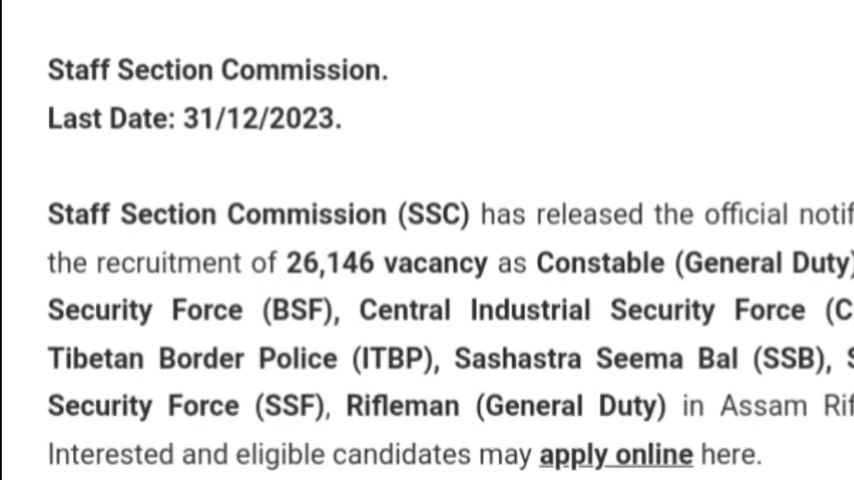 Staff Section Commission.
Last Date: 31/12/2023.
Staff Section Commission (SSC) has released the official notif
the recruitment of 26,146 vacancy as Constable (General Duty)
Security Force (BSF), Central Industrial Security Force (C
Tibetan Border Police (ITBP), Sashastra Seema Bal (SSB), S
Security Force (SSF), Rifleman (General Duty) in Assam Rif
Interested and eligible candidates may apply online here.